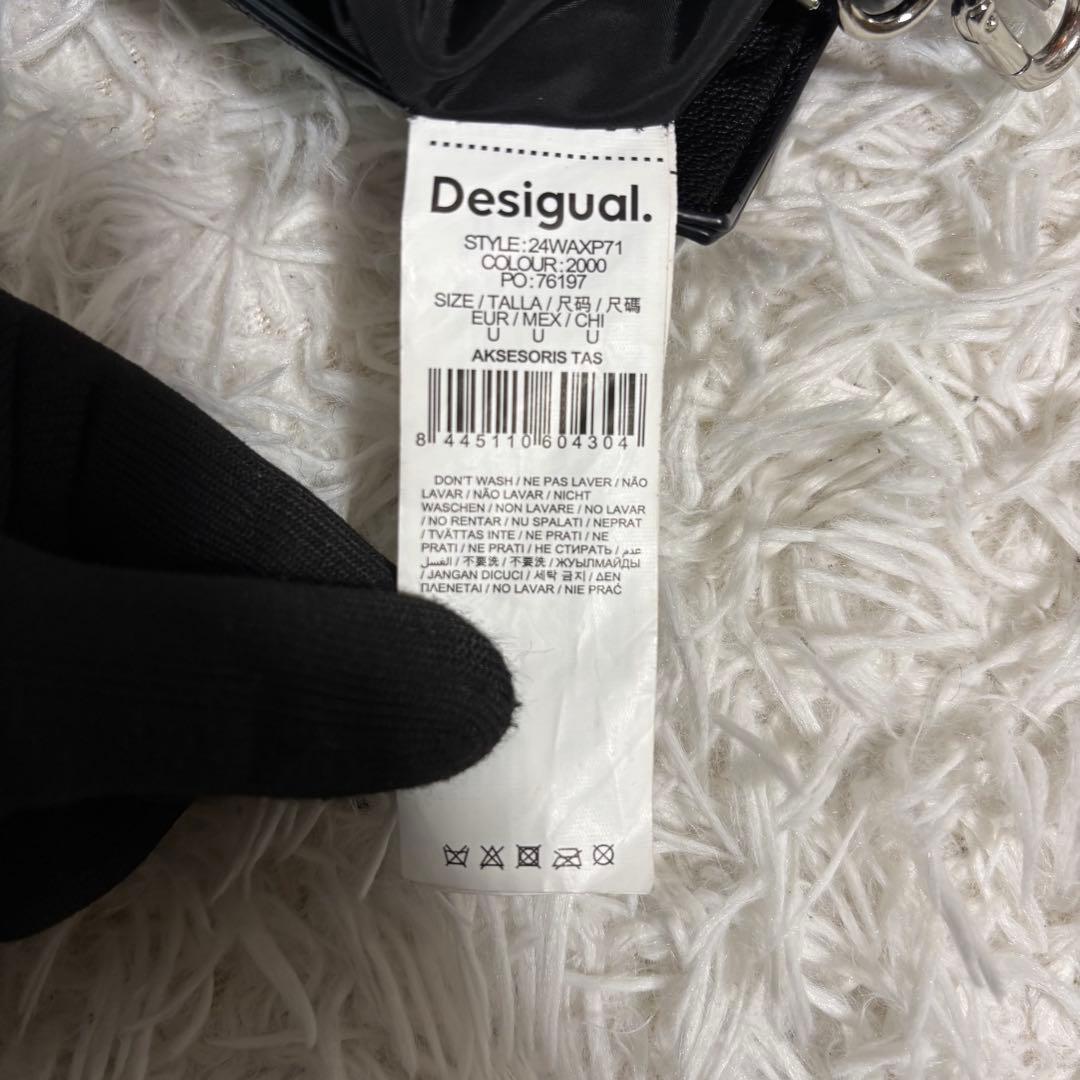 Desigual.
STYLE:24WAXP71
COLOUR:2000
PO:76197
SIZE / TALLA / 尺码 / 尺碼
EUR / MEX / CHI
U U U
AKSESORIS TAS
8 445110 604304
DON'T WASH / NE PAS LAVER / NÃO
LAVAR / NÃO LAVAR / NICHT
WASCHEN / NON LAVARE / NO LAVAR
/ NO RENTAR / NU SPALATI / NEPRAT
/ TVÄTTAS INTE / NE PRATI / NE
PRATI / NE PRATI / НЕ СТИРАТЬ / عدم
الغسل / 不要洗 / 不要洗 / ЖУЫЛМАЙДЫ
/ JANGAN DICUCI / 세탁 금지 / ΔΕΝ
ΠΛΕΝΕΤΑΙ / NO LAVAR / NIE PRAĆ